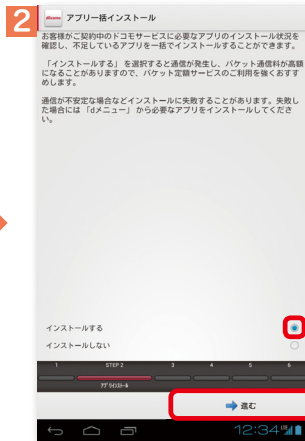 2
docomo アプリ一括インストール
お客様がご契約中のドコモサービスに必要なアプリのインストール状況を
確認し、不足しているアプリを一括でインストールすることができます。
「インストールする」 を選択すると通信が発生し、パケット通信料が高額
になることがありますので、パケット定額サービスのご利用を強くおすす
めします。
通信が不安定な場合などインストールに失敗することがあります。失敗し
た場合には 「dメニュー」 から必要なアプリをインストールしてくださ
い。
インストールする
インストールしない
1 STEP 2 3 4 5 6
アプリインストール
進む
12:34